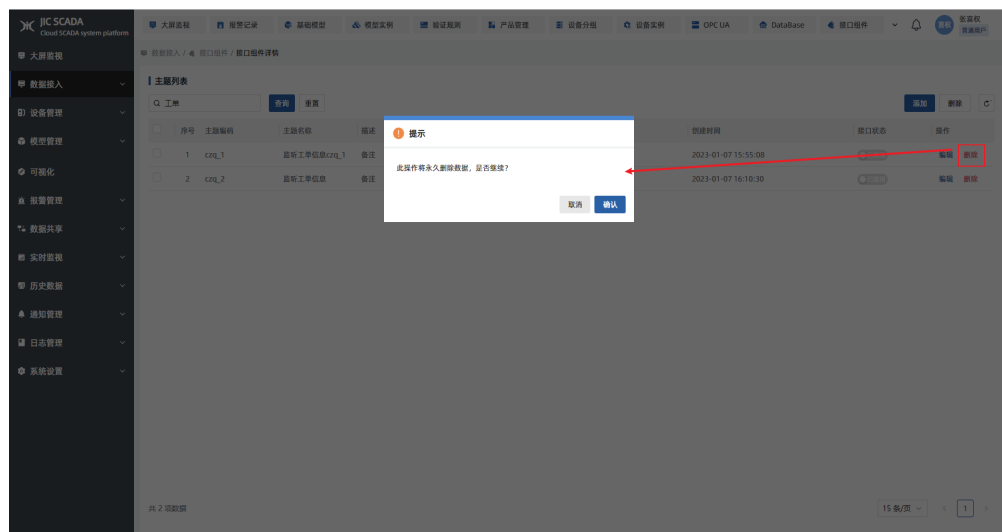 JIC SCADA
Cloud SCADA system platform
大屏监视 报警记录 基础模型 模型实例 验证规则 产品管理 设备分组 设备实例 OPC UA DataBase 接口组件
喜权 张喜权
普通用户
数据接入 / 接口组件 / 接口组件详情
大屏监视
数据接入
设备管理
模型管理
可视化
报警管理
数据共享
实时监视
历史数据
通知管理
日志管理
系统设置
主题列表
工单 查询 重置 添加 删除
序号 主题编码 主题名称 描述 创建时间 接口状态 操作
1 czq_1 监听工单信息czq_1 备注 2023-01-07 15:55:08 编辑 删除
2 czq_2 监听工单信息 备注 2023-01-07 16:10:30 编辑 删除
提示
此操作将永久删除数据，是否继续？
取消 确认
共 2 项数据 15 条/页 1